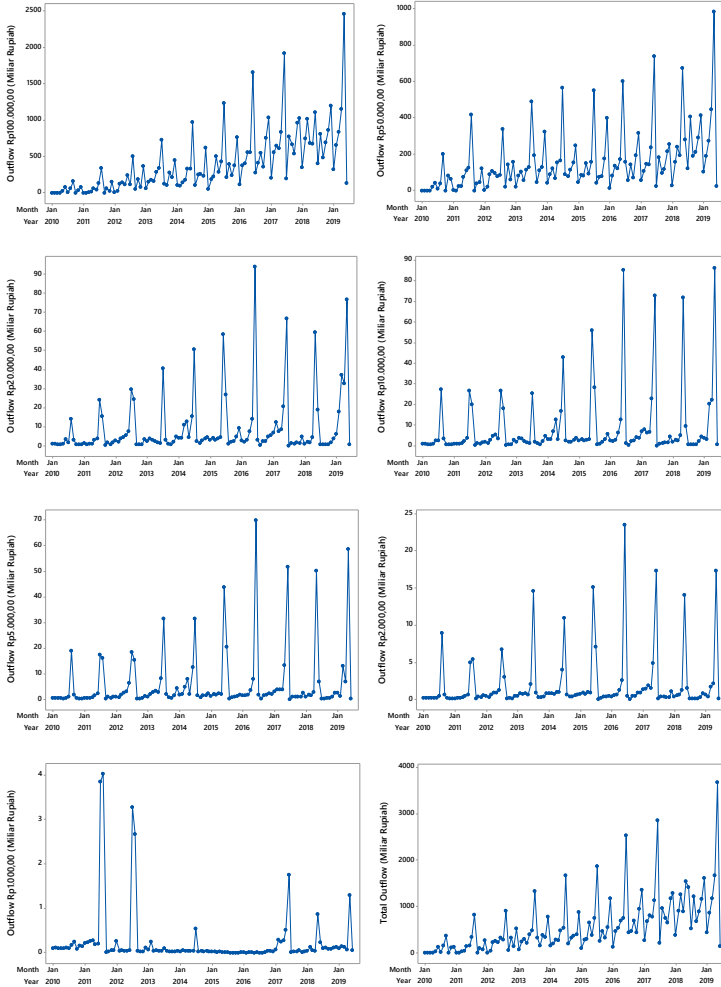 Outflow Rp100.000,00 (Miliar Rupiah)
2500
2000
1500
1000
500
0
Month Jan Jan Jan Jan Jan Jan Jan Jan Jan Jan
Year 2010 2011 2012 2013 2014 2015 2016 2017 2018 2019
Outflow Rp50.000,00 (Miliar Rupiah)
1000
800
600
400
200
0
Month Jan Jan Jan Jan Jan Jan Jan Jan Jan Jan
Year 2010 2011 2012 2013 2014 2015 2016 2017 2018 2019
Outflow Rp20.000,00 (Miliar Rupiah)
90
80
70
60
50
40
30
20
10
0
Month Jan Jan Jan Jan Jan Jan Jan Jan Jan Jan
Year 2010 2011 2012 2013 2014 2015 2016 2017 2018 2019
Outflow Rp10.000,00 (Miliar Rupiah)
90
80
70
60
50
40
30
20
10
0
Month Jan Jan Jan Jan Jan Jan Jan Jan Jan Jan
Year 2010 2011 2012 2013 2014 2015 2016 2017 2018 2019
Outflow Rp5.000,00 (Miliar Rupiah)
70
60
50
40
30
20
10
0
Month Jan Jan Jan Jan Jan Jan Jan Jan Jan Jan
Year 2010 2011 2012 2013 2014 2015 2016 2017 2018 2019
Outflow Rp2.000,00 (Miliar Rupiah)
25
20
15
10
5
0
Month Jan Jan Jan Jan Jan Jan Jan Jan Jan Jan
Year 2010 2011 2012 2013 2014 2015 2016 2017 2018 2019
Outflow Rp1000,00 (Miliar Rupiah)
4
3
2
1
0
Month Jan Jan Jan Jan Jan Jan Jan Jan Jan Jan
Year 2010 2011 2012 2013 2014 2015 2016 2017 2018 2019
Total Outflow (Miliar Rupiah)
4000
3000
2000
1000
0
Month Jan Jan Jan Jan Jan Jan Jan Jan Jan Jan
Year 2010 2011 2012 2013 2014 2015 2016 2017 2018 2019